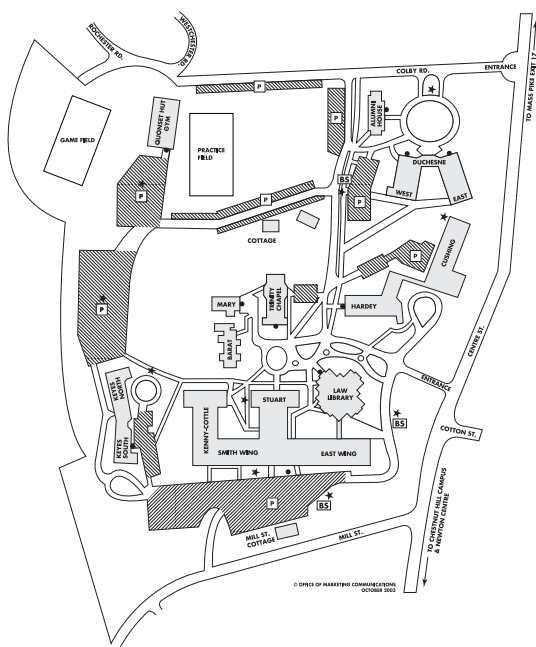 WESTCHESTER RD.
ROCHESTER RD.
COLBY RD.
ENTRANCE
TO MASS PIKE EXIT 17
P
GAME FIELD
QUONSET HUT
GYM
PRACTICE
FIELD
P
ALUMNI
HOUSE
DUCHESNE
WEST
EAST
BS
P
P
P
COTTAGE
CUSHING
P
P
MARY
TRINITY
CHAPEL
HARDEY
BARAT
CENTRE ST.
ENTRANCE
KEYES
NORTH
KEYES
SOUTH
KENNY-COTTLE
STUART
LAW
LIBRARY
BS
COTTON ST.
SMITH WING
EAST WING
P
BS
MILL ST.
COTTAGE
MILL ST.
TO CHESTNUT HILL CAMPUS
& NEWTON CENTRE
© OFFICE OF MARKETING COMMUNICATIONS
OCTOBER 2003